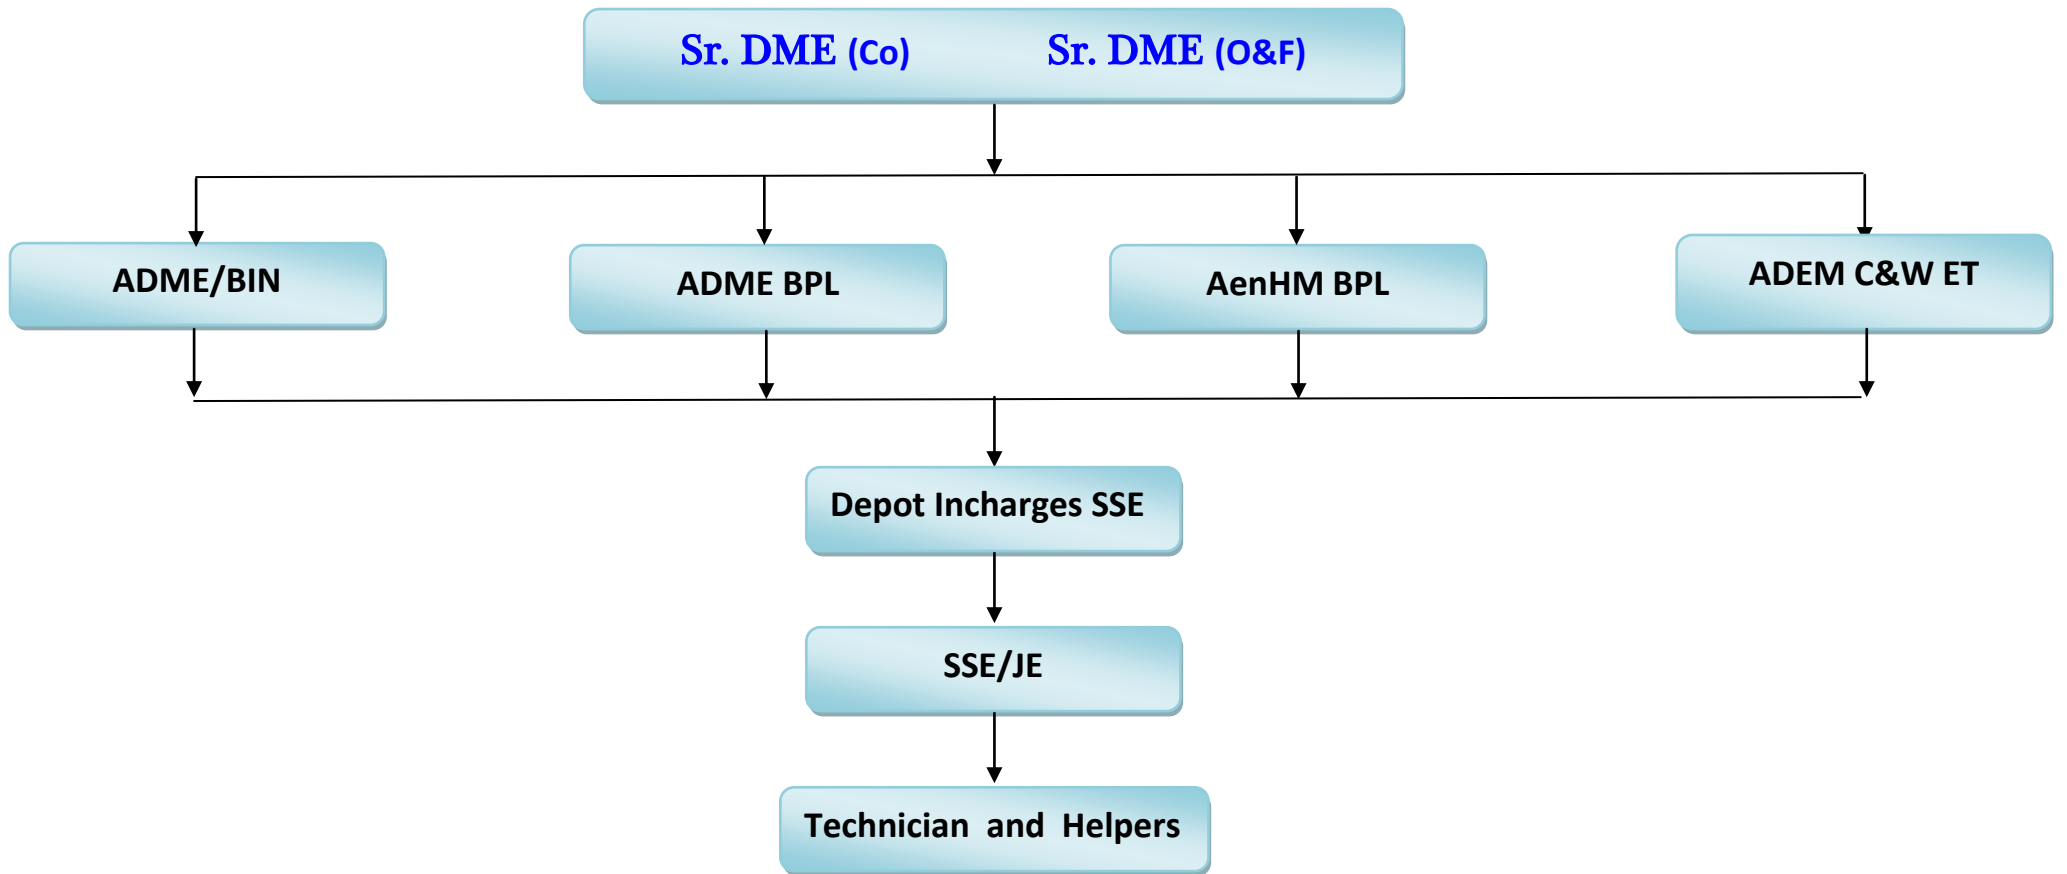 Sr. DME (Co) Sr. DME (O&F)
ADME/BIN
ADME BPL
AenHM BPL
ADEM C&W ET
Depot Incharges SSE
SSE/JE
Technician and Helpers